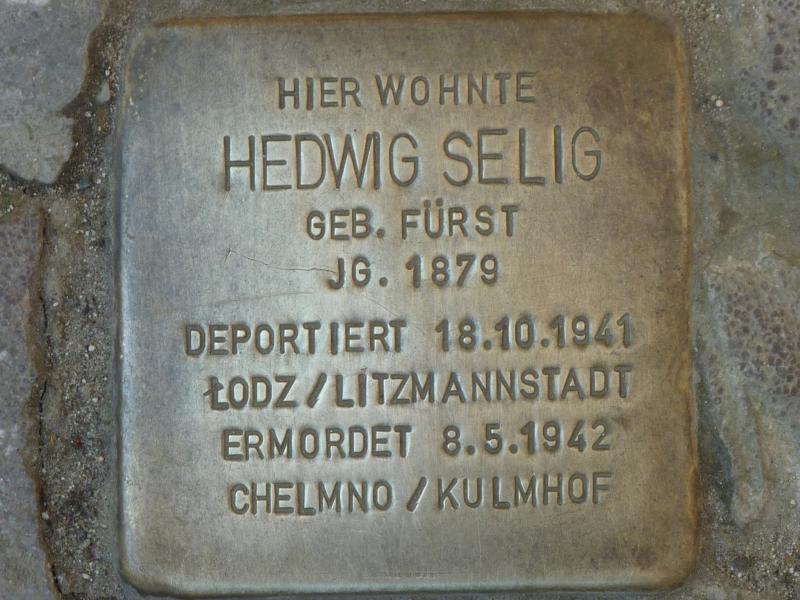 HIER WOHNTE
HEDWIG SELIG
GEB. FÜRST
JG. 1879
DEPORTIERT 18.10.1941
ŁODZ/LITZMANNSTADT
ERMORDET 8.5.1942
CHELMNO/KULMHOF